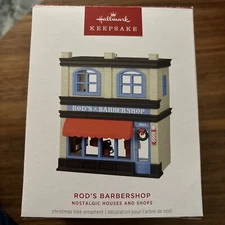 Hallmark
KEEPSAKE
ROD'S BARBERSHOP
ROD'S BARBERSHOP
NOSTALGIC HOUSES AND SHOPS
christmas tree ornament | décoration pour l'arbre de noël